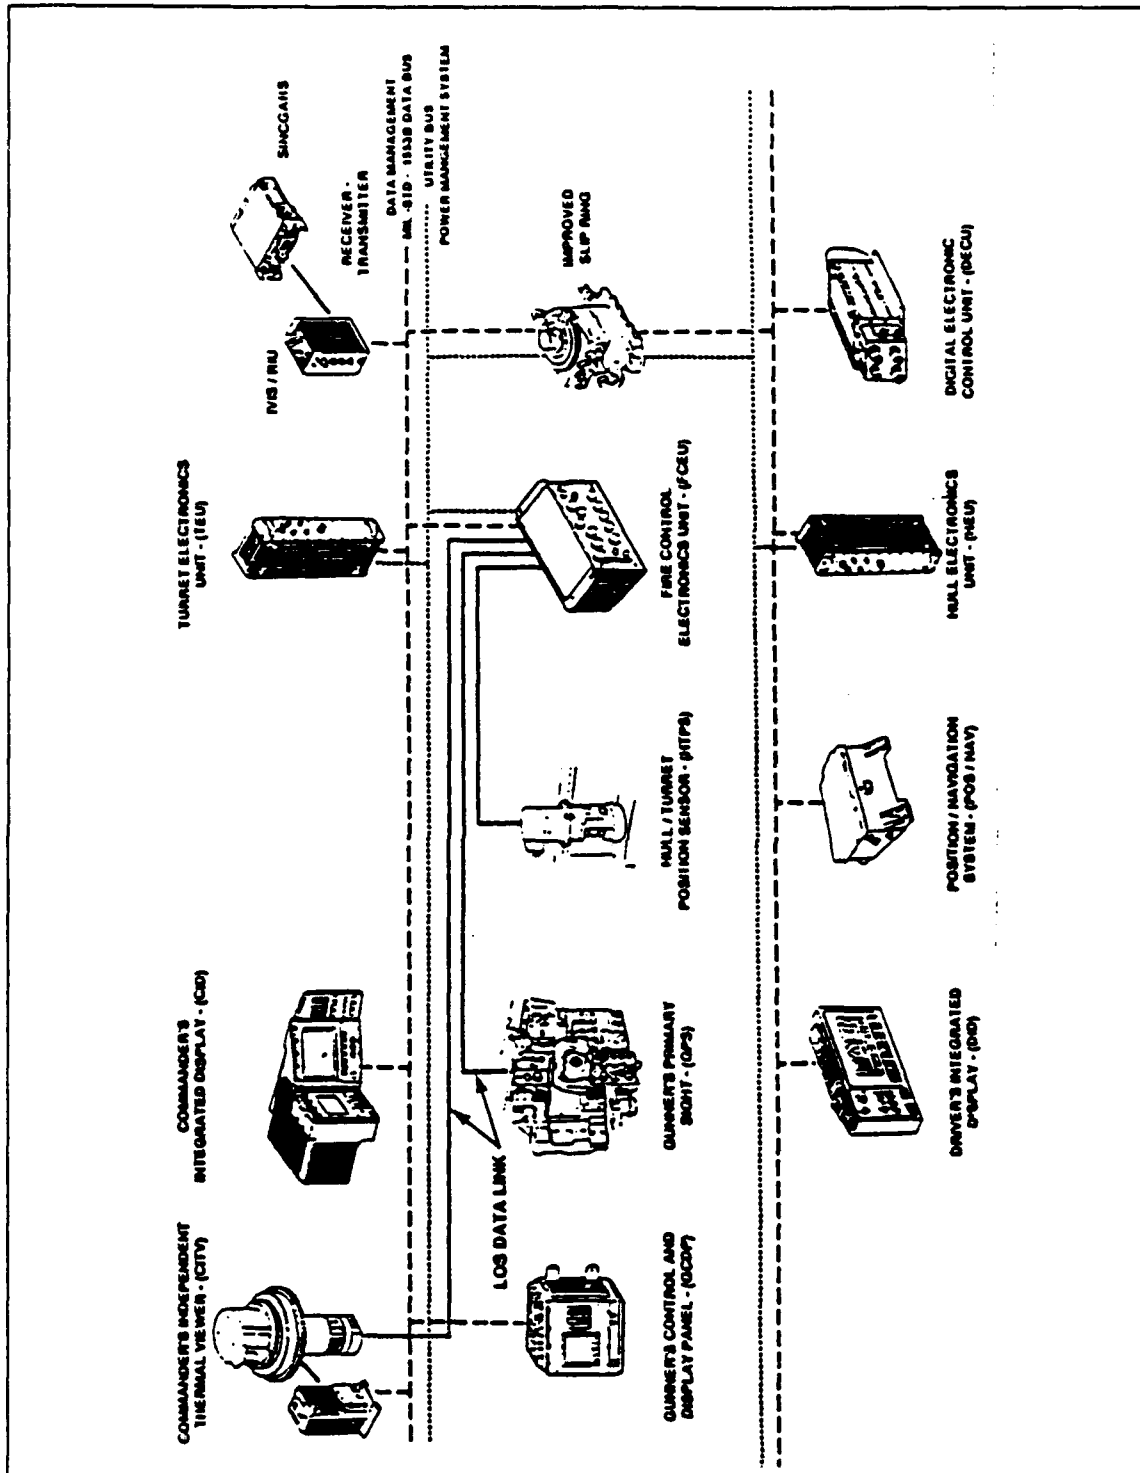 COMMANDER'S INDEPENDENT
THERMAL VIEWER - (CITV)
COMMANDER'S
INTEGRATED DISPLAY - (CID)
TURRET ELECTRONICS
UNIT - (TEU)
IVIS / RIU
SINCGARS
RECEIVER -
TRANSMITTER
DATA MANAGEMENT
MIL - STD - 1553B DATA BUS
UTILITY BUS
POWER MANGEMENT SYSTEM
LOS DATA LINK
GUNNER'S CONTROL AND
DISPLAY PANEL - (GCDP)
GUNNER'S PRIMARY
SIGHT - (GPS)
HULL / TURRET
POSITION SENSOR - (HTPS)
FIRE CONTROL
ELECTRONICS UNIT - (FCEU)
IMPROVED
SLIP RING
DRIVER'S INTEGRATED
DISPLAY - (DID)
POSITION / NAVIGATION
SYSTEM - (POS / NAV)
HULL ELECTRONICS
UNIT - (HEU)
DIGITAL ELECTRONIC
CONTROL UNIT - (DECU)